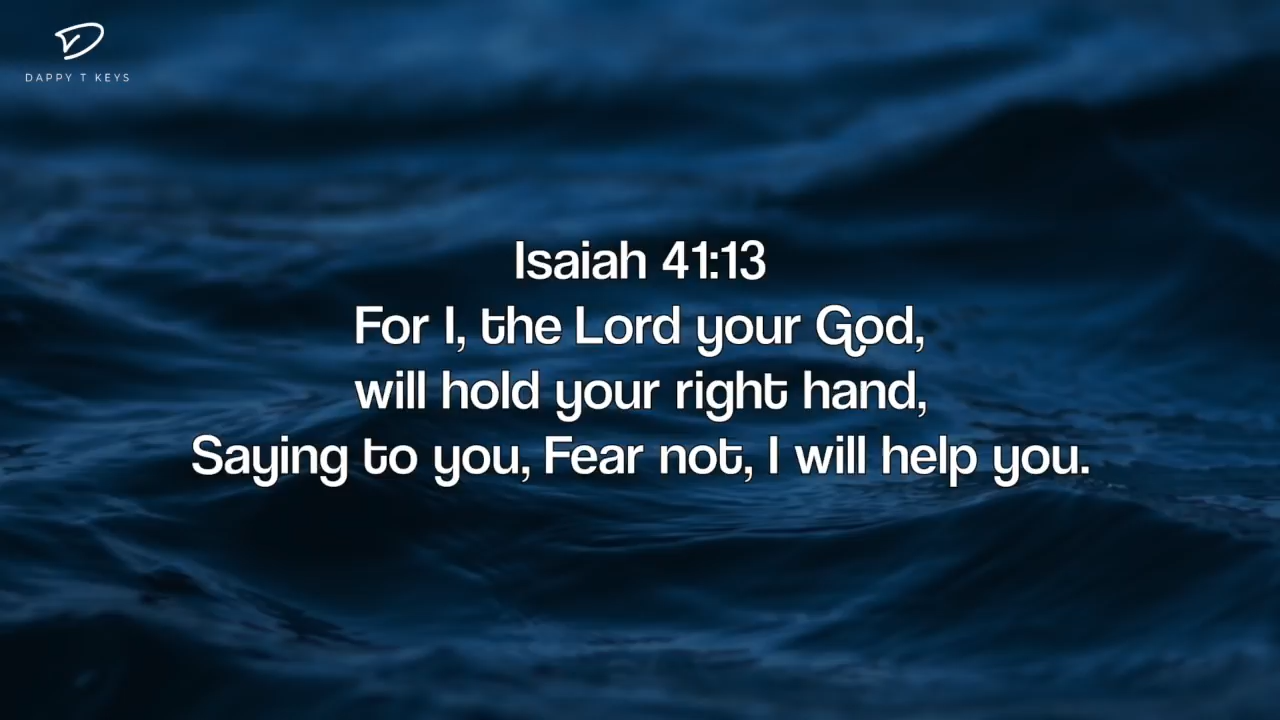 DAPPY T KEYS
Isaiah 41:13
For I, the Lord your God,
will hold your right hand,
Saying to you, Fear not, I will help you.